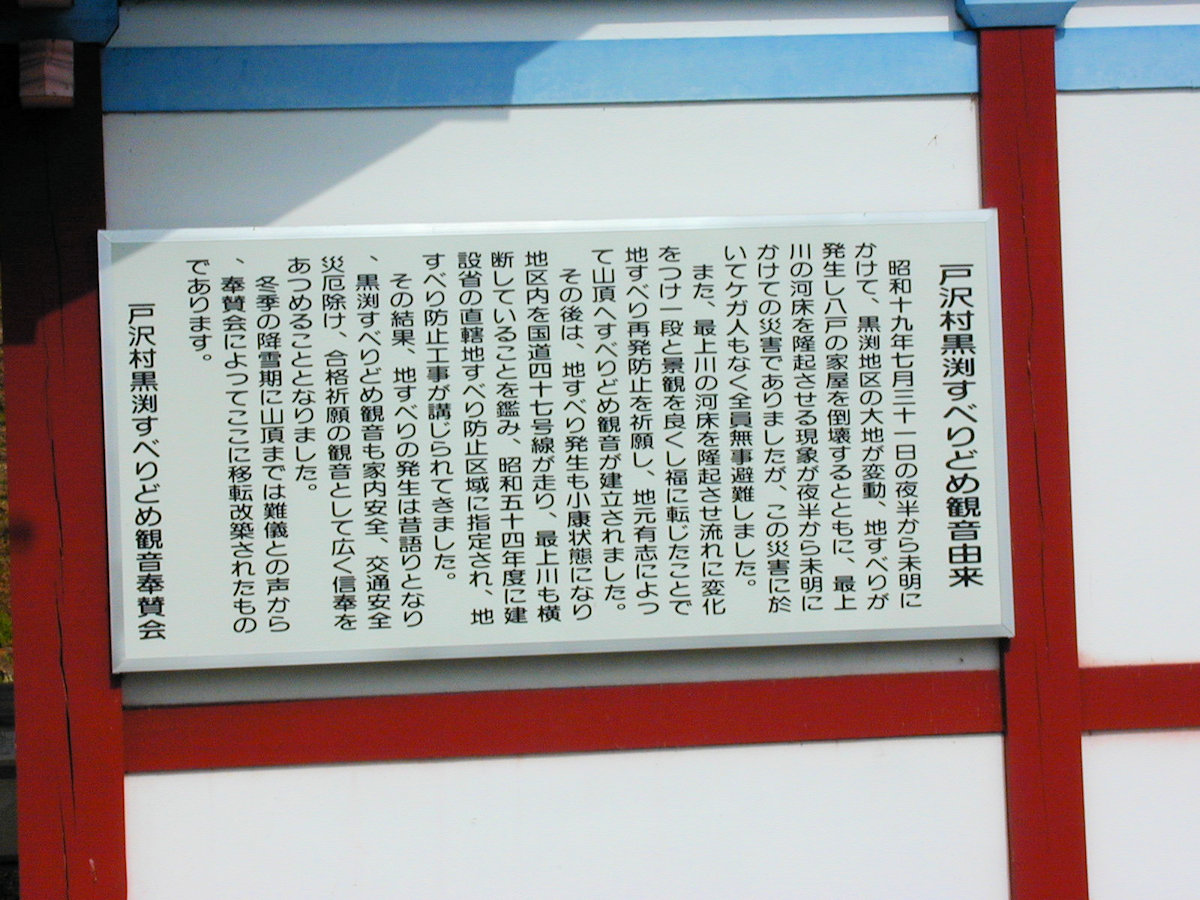 戸沢村黒渕すべりどめ観音由来
昭和十九年七月三十一日の夜半から未明に
かけて、黒渕地区の大地が変動、地すべりが
発生し八戸の家屋を倒壊するとともに、最上
川の河床を隆起させる現象が夜半から未明に
かけての災害でありましたが、この災害に於
いてケガ人もなく全員無事避難しました。
また、最上川の河床を隆起させ流れに変化
をつけ一段と景観を良くし福に転じたことで
地すべり再発防止を祈願し、地元有志によっ
て山頂へすべりどめ観音が建立されました。
その後は、地すべり発生も小康状態になり
地区内を国道四十七号線が走り、最上川も横
断していることを鑑み、昭和五十四年度に建
設省の直轄地すべり防止区域に指定され、地
すべり防止工事が講じられてきました。
その結果、地すべりの発生は昔語りとなり
、黒渕すべりどめ観音も家内安全、交通安全
災厄除け、合格祈願の観音として広く信奉を
あつめることとなりました。
冬季の降雪期に山頂までは難儀との声から
、奉賛会によってここに移転改築されたもの
であります。
戸沢村黒渕すべりどめ観音奉賛会